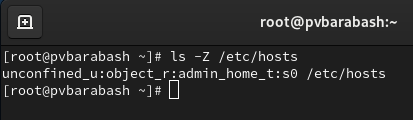 root@pvbarabash:~
[root@pvbarabash ~]# ls -Z /etc/hosts
unconfined_u:object_r:admin_home_t:s0 /etc/hosts
[root@pvbarabash ~]#